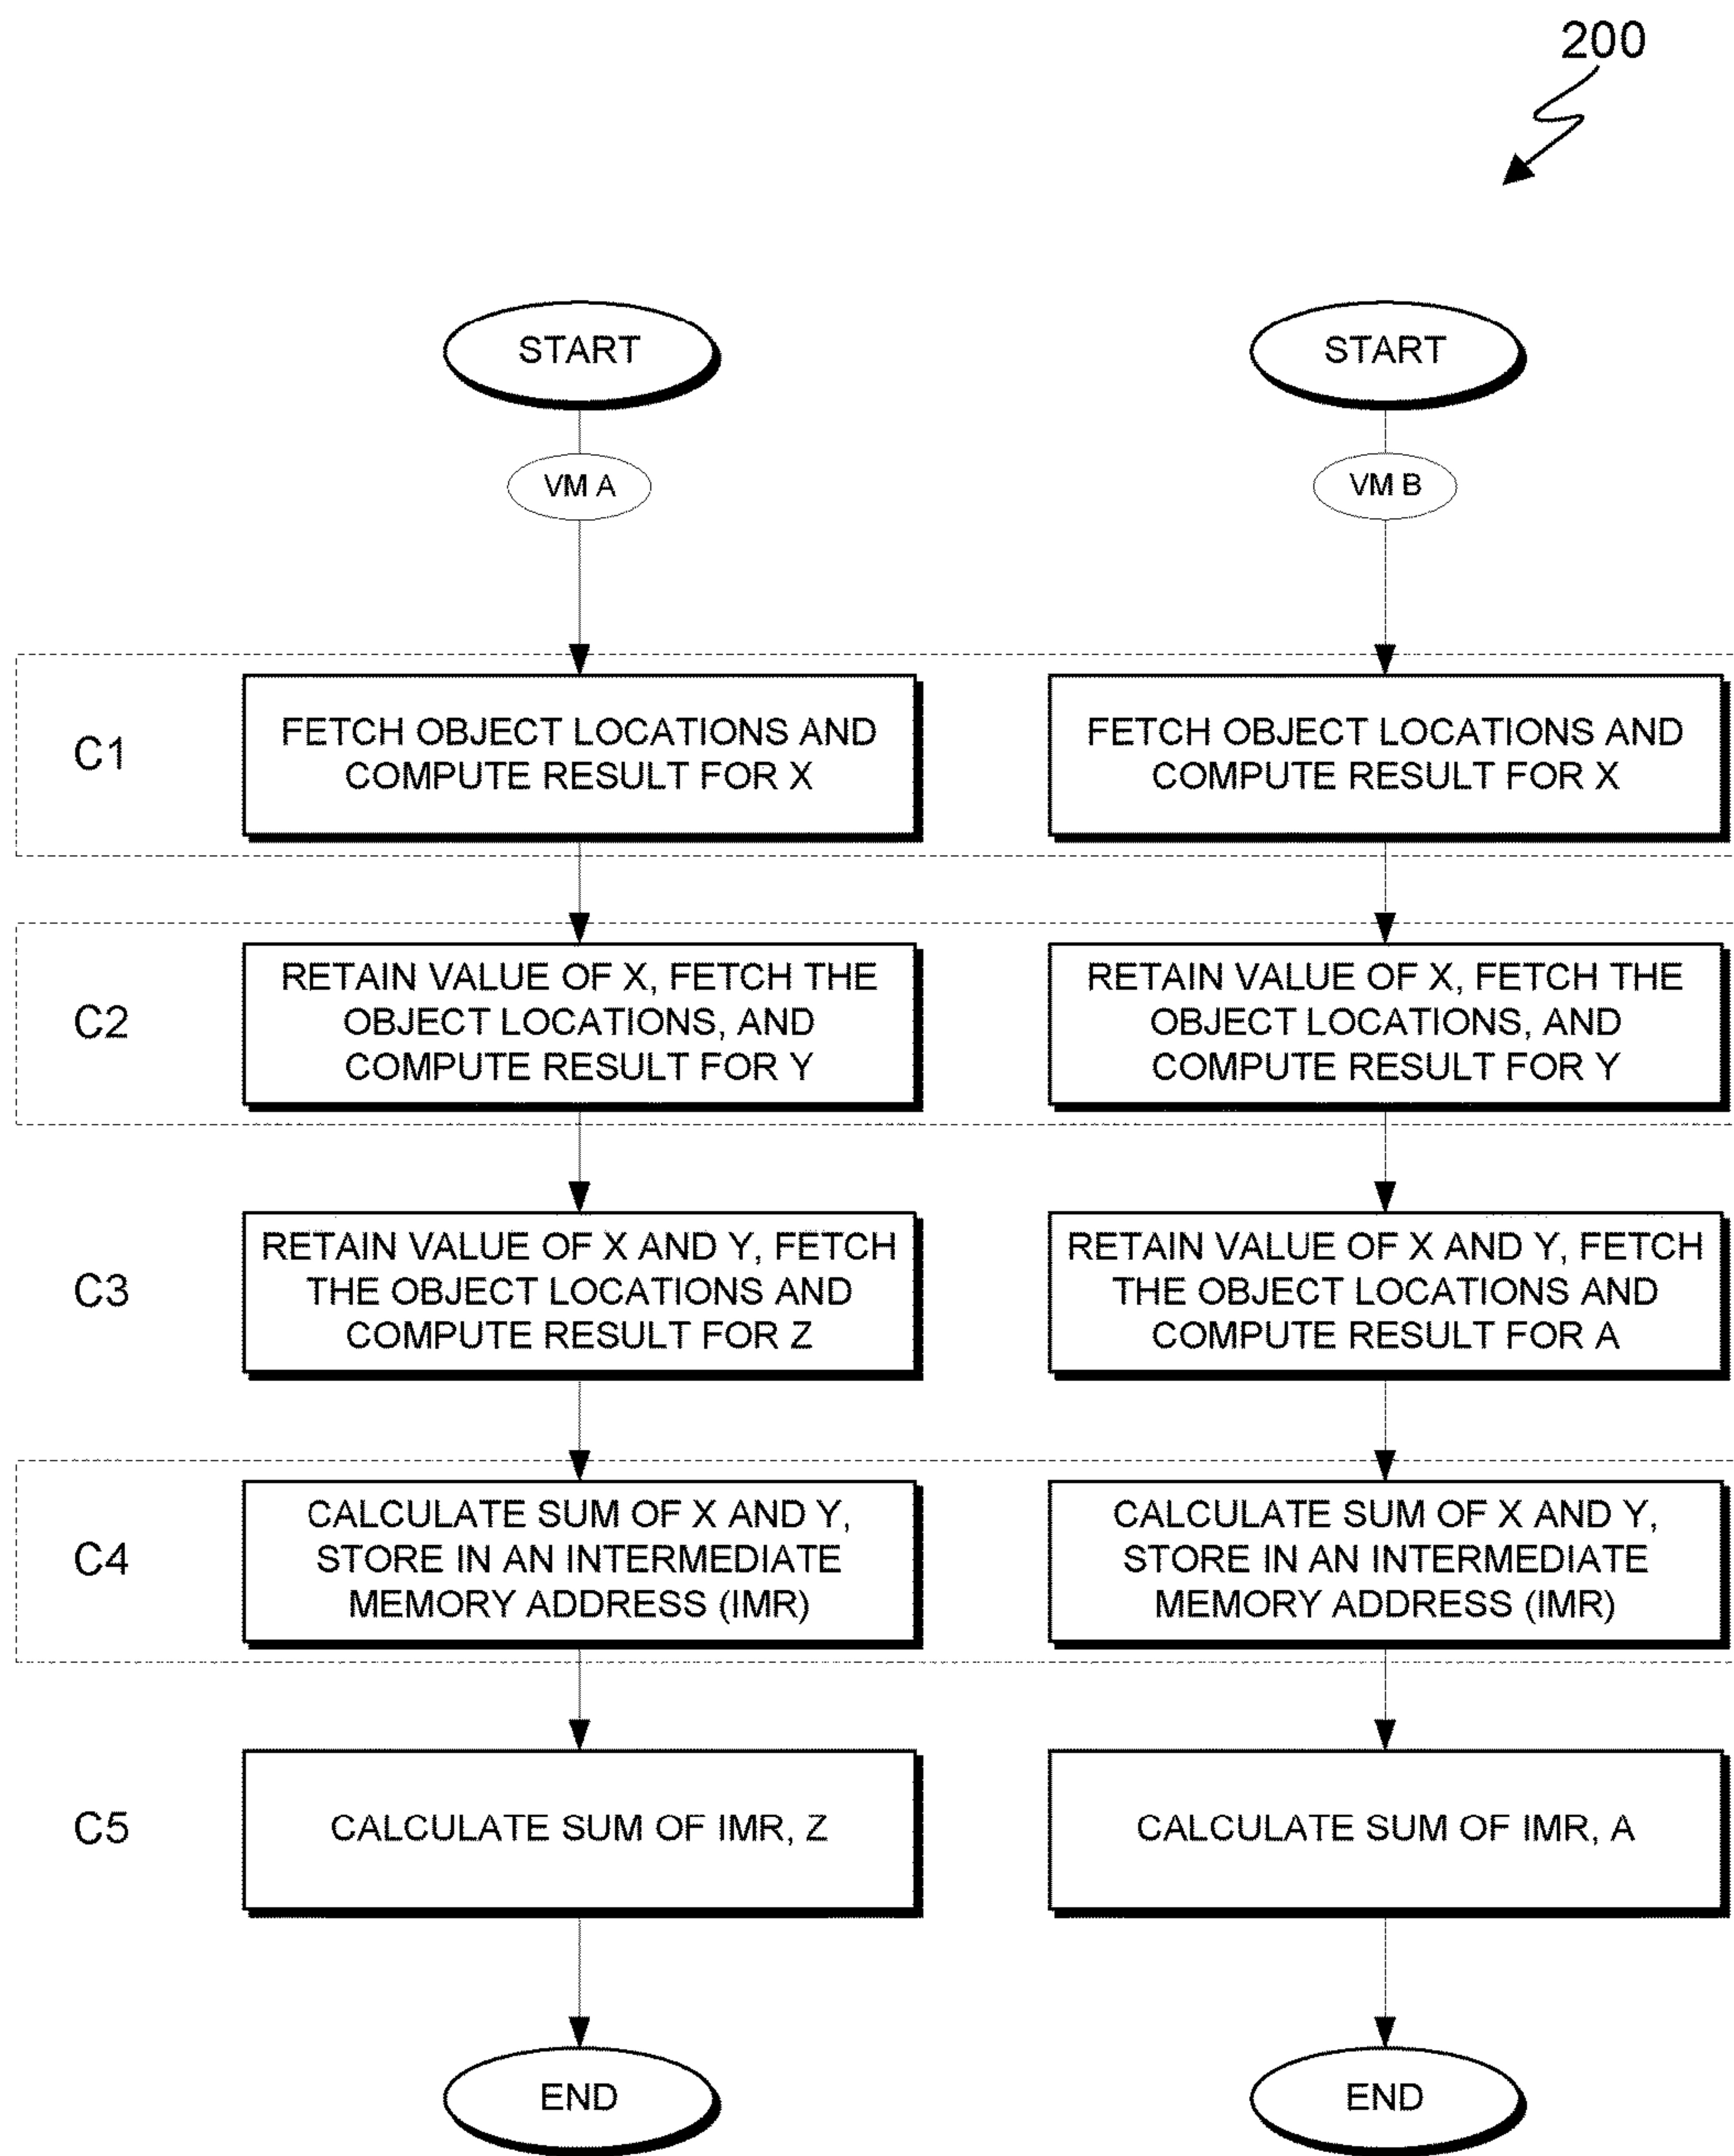 200
START
START
VM A
VM B
C1
FETCH OBJECT LOCATIONS AND
COMPUTE RESULT FOR X
FETCH OBJECT LOCATIONS AND
COMPUTE RESULT FOR X
C2
RETAIN VALUE OF X, FETCH THE
OBJECT LOCATIONS, AND
COMPUTE RESULT FOR Y
RETAIN VALUE OF X, FETCH THE
OBJECT LOCATIONS, AND
COMPUTE RESULT FOR Y
C3
RETAIN VALUE OF X AND Y, FETCH
THE OBJECT LOCATIONS AND
COMPUTE RESULT FOR Z
RETAIN VALUE OF X AND Y, FETCH
THE OBJECT LOCATIONS AND
COMPUTE RESULT FOR A
C4
CALCULATE SUM OF X AND Y,
STORE IN AN INTERMEDIATE
MEMORY ADDRESS (IMR)
CALCULATE SUM OF X AND Y,
STORE IN AN INTERMEDIATE
MEMORY ADDRESS (IMR)
C5
CALCULATE SUM OF IMR, Z
CALCULATE SUM OF IMR, A
END
END